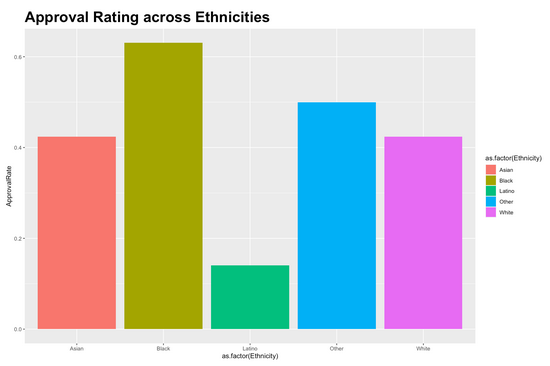 Approval Rating across Ethnicities
ApprovalRate
0.6
0.4
0.2
0.0
Asian
Black
Latino
Other
White
as.factor(Ethnicity)
as.factor(Ethnicity)
Asian
Black
Latino
Other
White